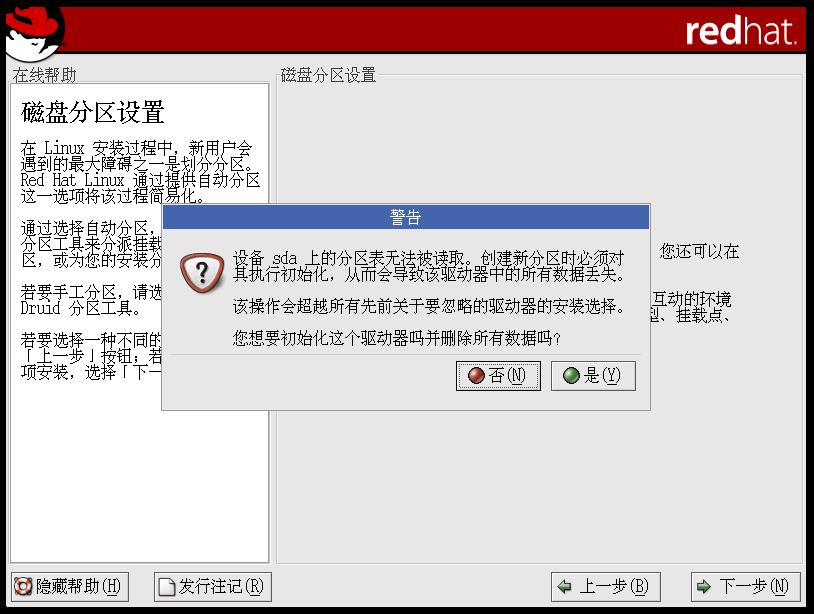 redhat.
在线帮助
磁盘分区设置
在 Linux 安装过程中，新用户会
遇到的最大障碍之一是划分分区。
Red Hat Linux 通过提供自动分区
这一选项将该过程简易化。
通过选择自动分区，
分区工具来分派挂载
区，或为您的安装分
若要手工分区，请选
Druid 分区工具。
若要选择一种不同的
「上一步」按钮；若
项安装，选择「下一
磁盘分区设置
您还可以在
互动的环境
、挂载点、
警告
设备 sda 上的分区表无法被读取。创建新分区时必须对
其执行初始化，从而会导致该驱动器中的所有数据丢失。
该操作会超越所有先前关于要忽略的驱动器的安装选择。
您想要初始化这个驱动器吗并删除所有数据吗?
否(N)
是(Y)
隐藏帮助(H)
发行注记(R)
上一步(B)
下一步(N)